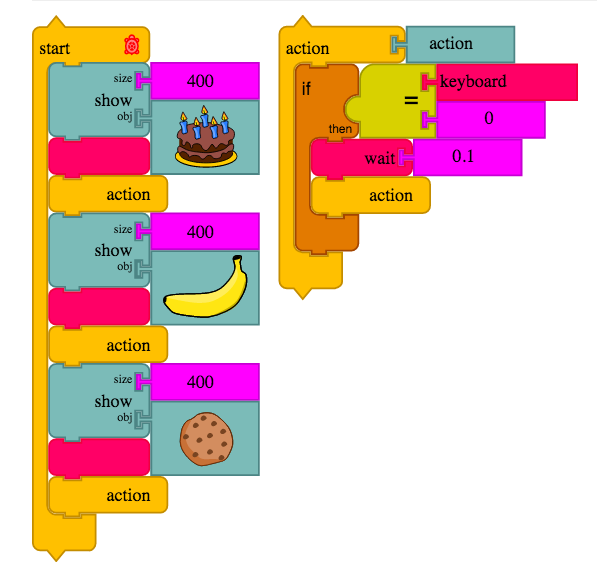 start
size 400
show
obj
action
size 400
show
obj
action
size 400
show
obj
action
action action
if = keyboard
0
then
wait 0.1
action